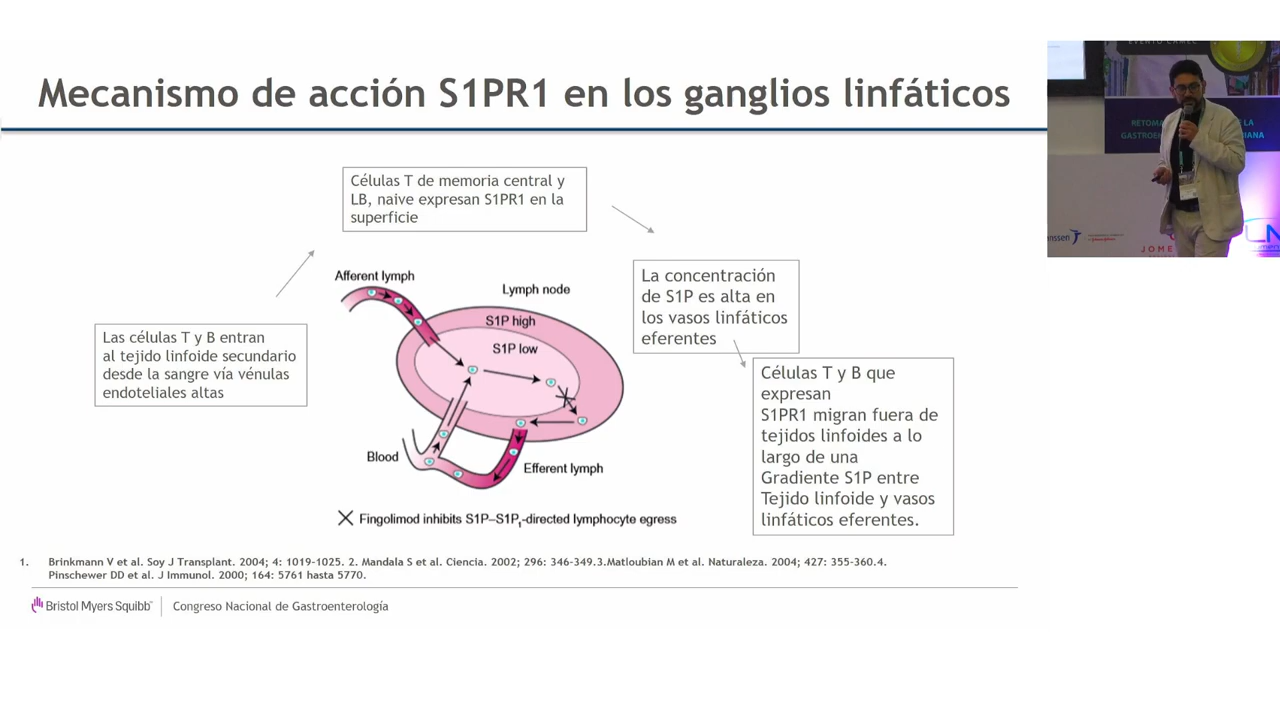 Mecanismo de acción S1PR1 en los ganglios linfáticos
Células T de memoria central y
LB, naive expresan S1PR1 en la
superficie
Las células T y B entran
al tejido linfoide secundario
desde la sangre vía vénulas
endoteliales altas
Afferent lymph
Lymph node
S1P high
S1P low
Blood
Efferent lymph
Fingolimod inhibits S1P–S1P1-directed lymphocyte egress
La concentración
de S1P es alta en
los vasos linfáticos
eferentes
Células T y B que
expresan
S1PR1 migran fuera de
tejidos linfoides a lo
largo de una
Gradiente S1P entre
Tejido linfoide y vasos
linfáticos eferentes.
1. Brinkmann V et al. Soy J Transplant. 2004; 4: 1019-1025. 2. Mandala S et al. Ciencia. 2002; 296: 346-349.3.Matloubian M et al. Naturaleza. 2004; 427: 355-360.4.
Pinschewer DD et al. J Immunol. 2000; 164: 5761 hasta 5770.
Bristol Myers Squibb™ | Congreso Nacional de Gastroenterología
EVENTO
LA
JOME